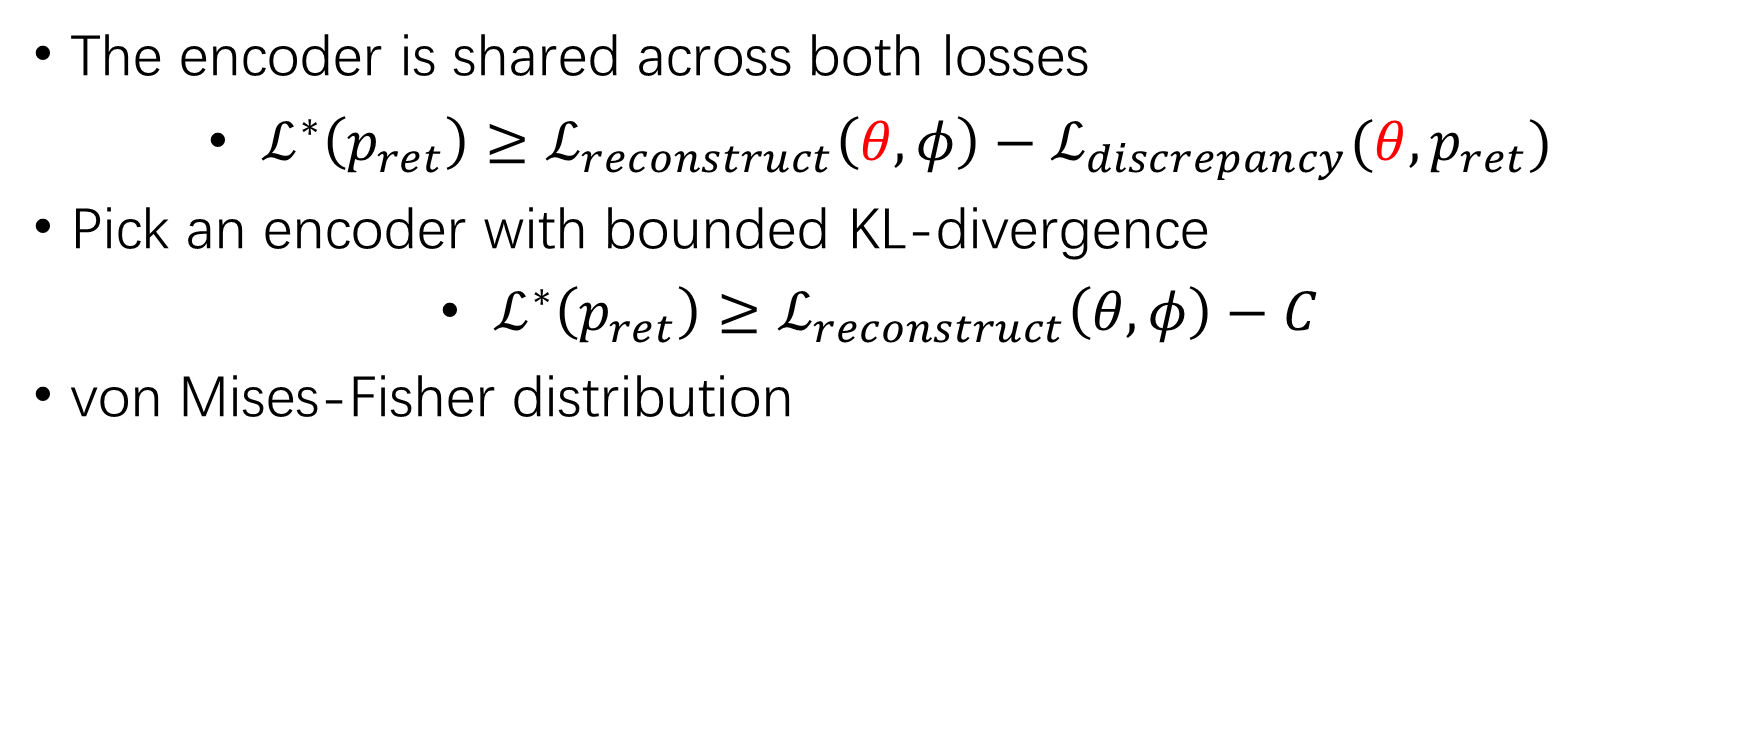 • The encoder is shared across both losses
• ℒ*(p_ret) ≥ ℒ_reconstruct(θ, ϕ) − ℒ_discrepancy(θ, p_ret)
• Pick an encoder with bounded KL-divergence
• ℒ*(p_ret) ≥ ℒ_reconstruct(θ, ϕ) − C
• von Mises-Fisher distribution